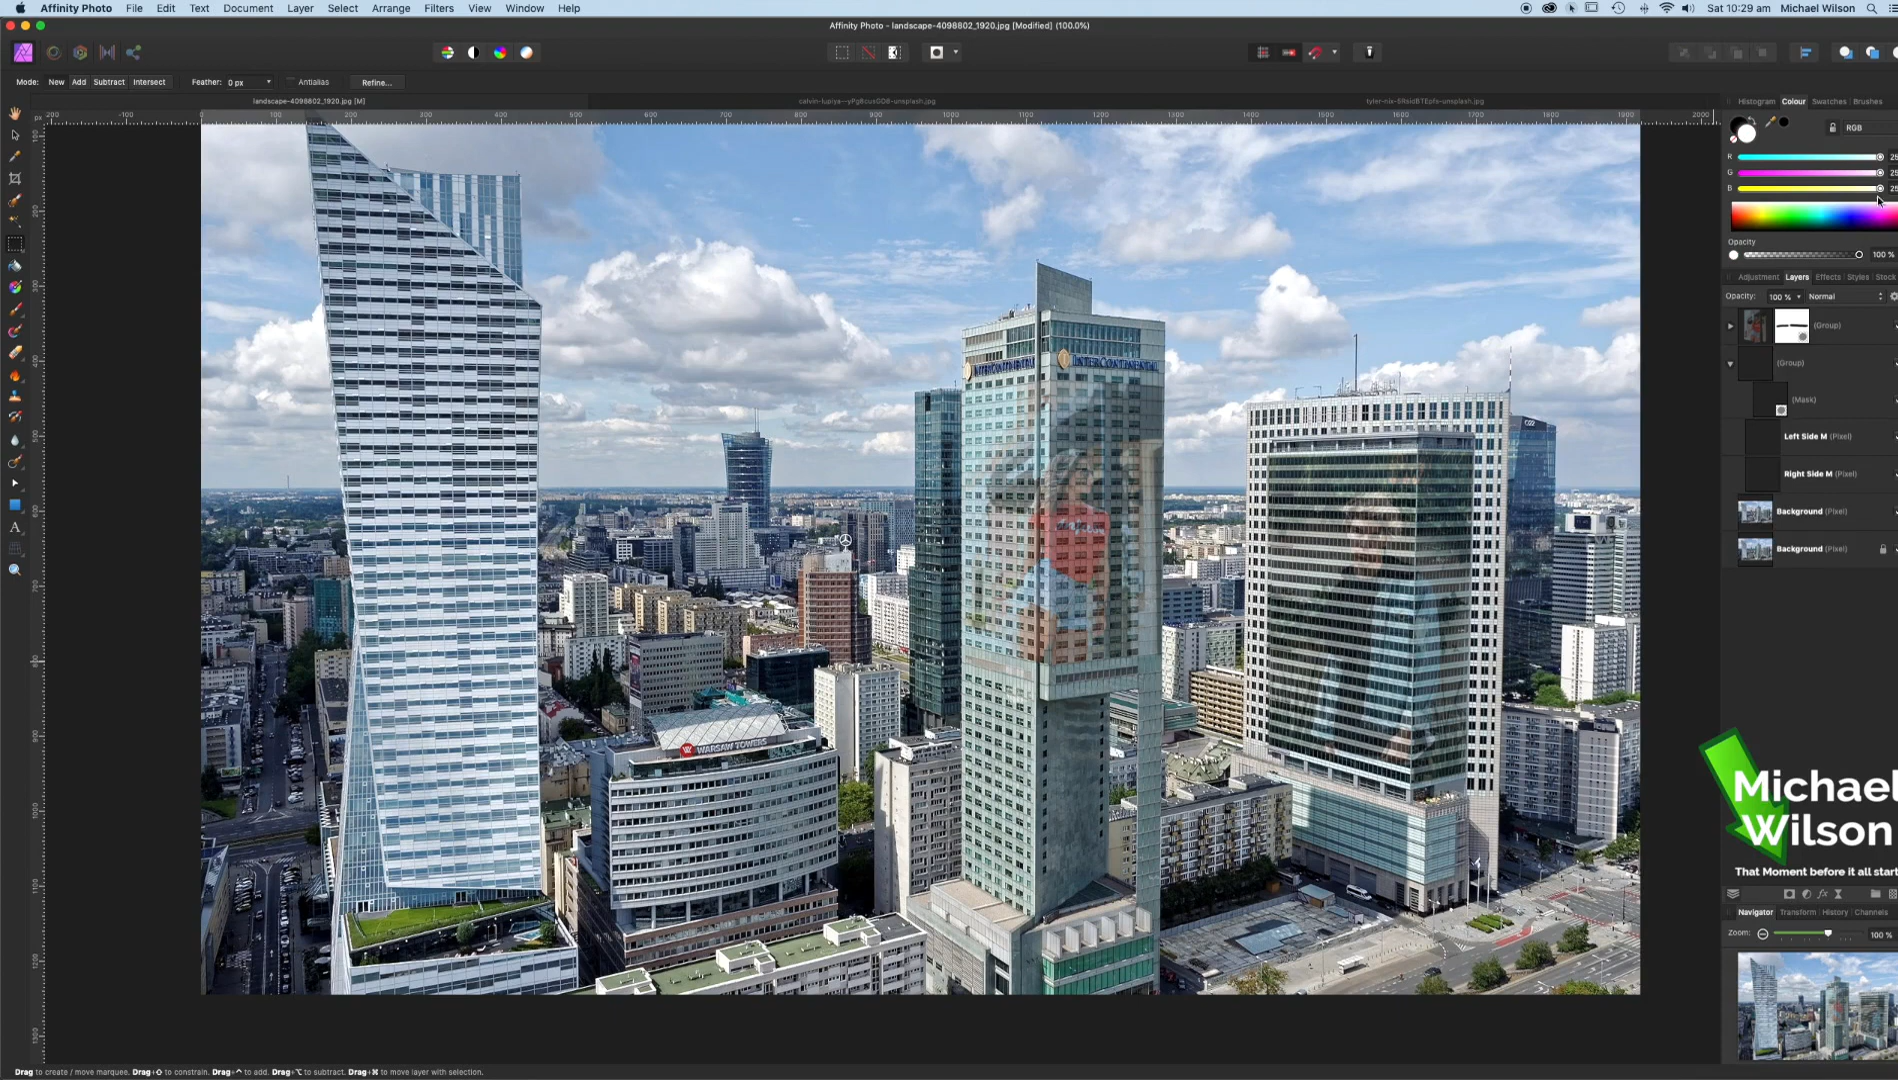 Affinity Photo File Edit Text Document Layer Select Arrange Filters View Window Help
Sat 10:29 am Michael Wilson
Affinity Photo - landscape-4098802_1920.jpg [Modified] (100.0%)
Mode: New Add Subtract Intersect Feather: 0 px Antialias Refine...
landscape-4098802_1920.jpg [M]
Histogram Colour Swatches Brushes
RGB
R 25
G 25
B 25
Opacity
100 %
Adjustment Layers Effects Styles Stock
Opacity: 100 % Normal
(Group)
(Group)
(Mask)
Left Side M (Pixel)
Right Side M (Pixel)
Background (Pixel)
Background (Pixel)
INTERCONTINENTAL INTERCONTINENTAL
WARSAW TOWERS
Michael
Wilson
That Moment before it all start
Navigator Transform History Channels
Zoom: 100 %
Drag to create / move marquee. Drag+⇧ to constrain. Drag+⌃ to add. Drag+⌥ to subtract. Drag+⌘ to move layer with selection.